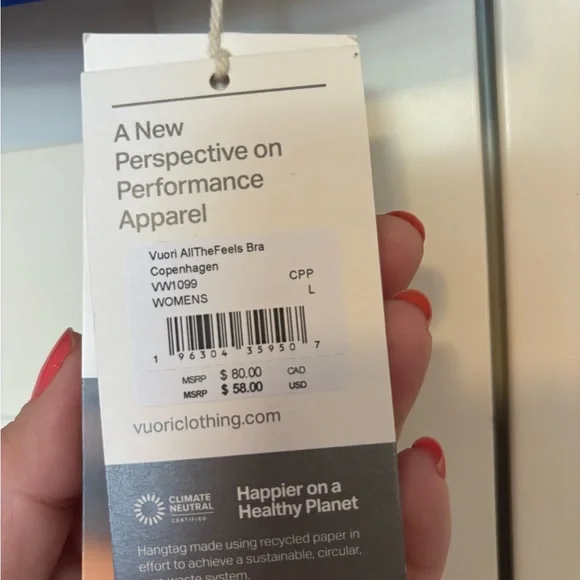 A New
Perspective on
Performance
Apparel
Vuori AllTheFeels Bra
Copenhagen CPP
VW1099
WOMENS L
1 96304 35950 7
MSRP $ 80.00 CAD
MSRP $ 58.00 USD
vuoriclothing.com
CLIMATE
NEUTRAL
CERTIFIED
Happier on a
Healthy Planet
Hangtag made using recycled paper in
effort to achieve a sustainable, circular,
waste system.